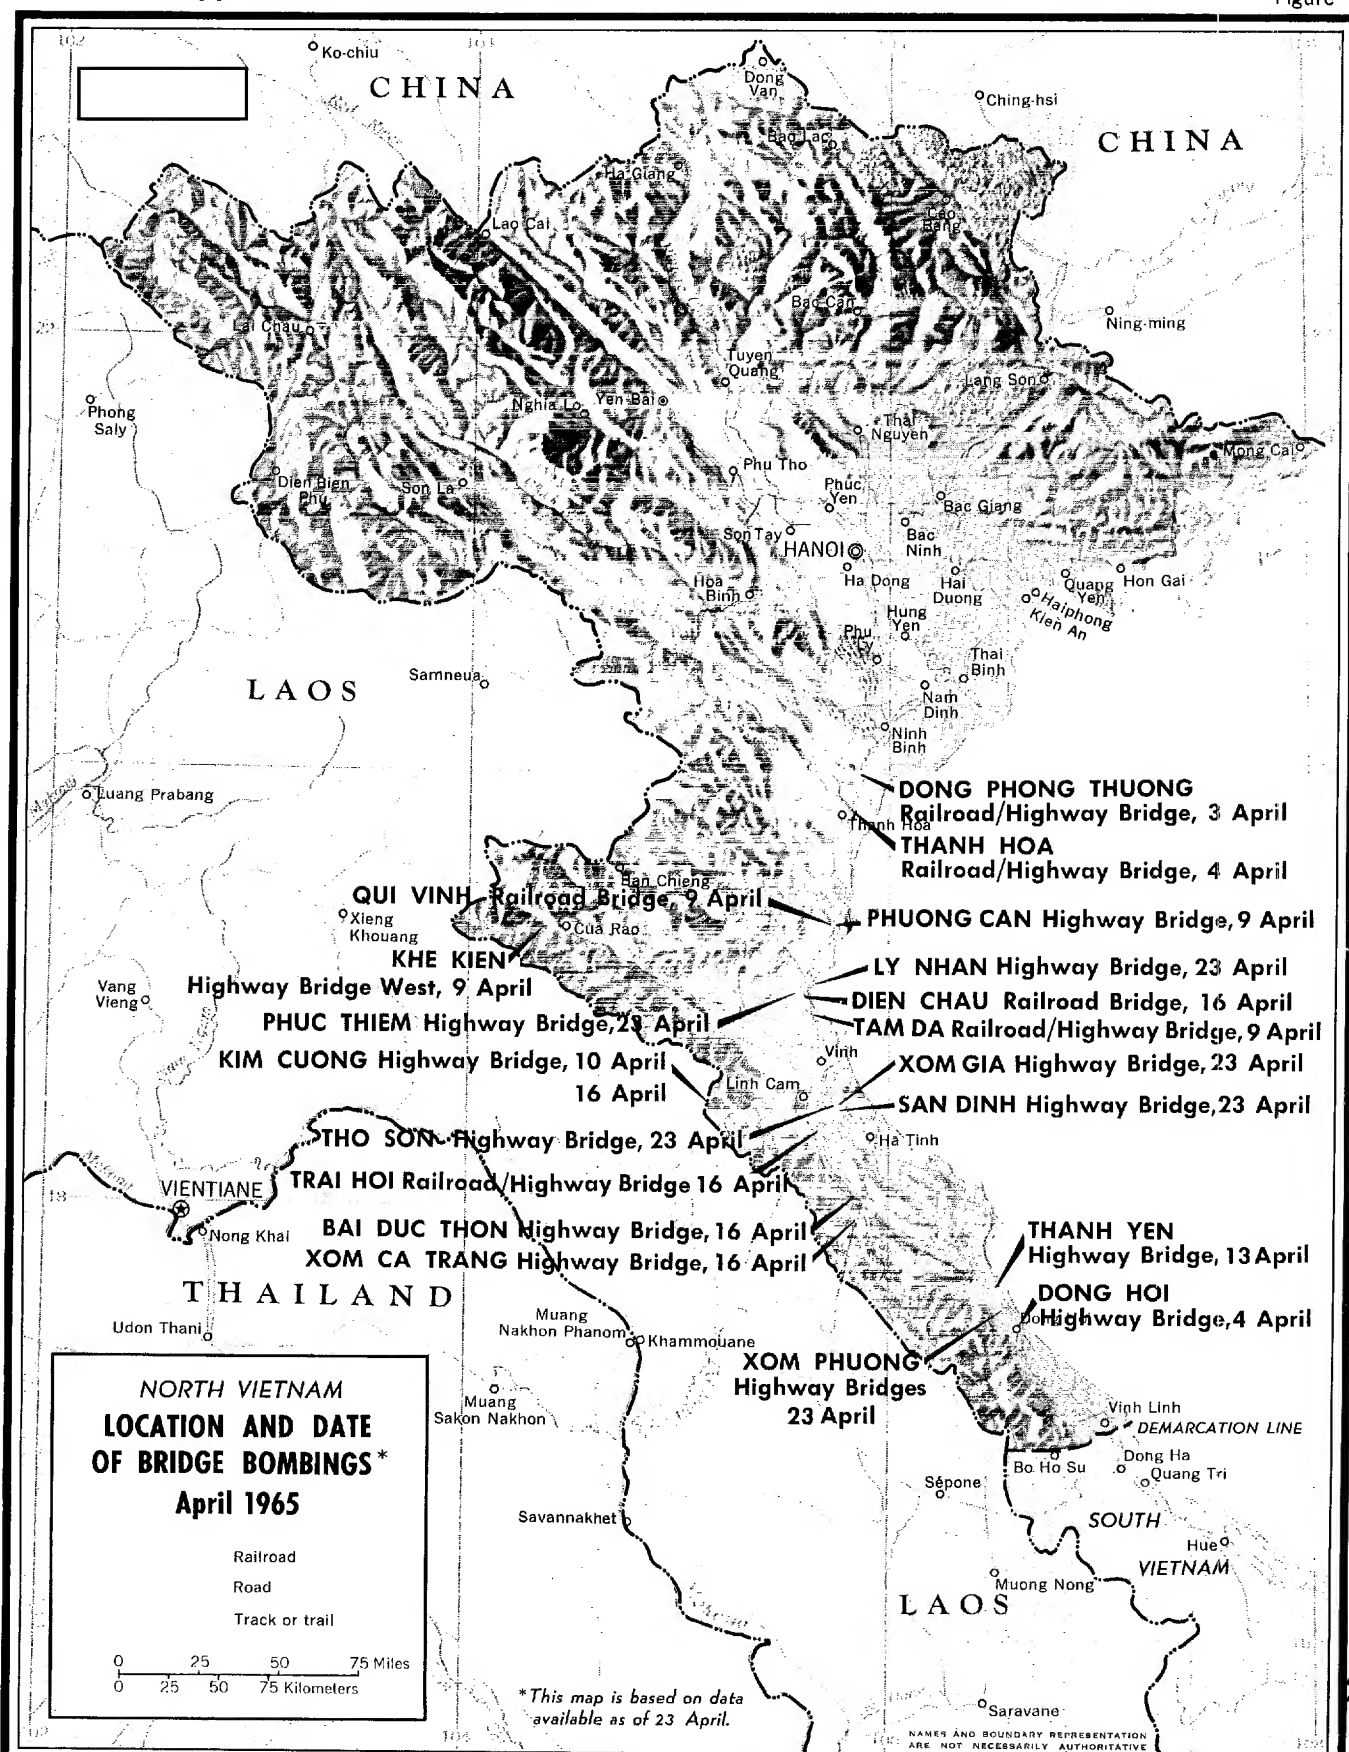 Figure
102
Ko-chiu
CHINA
Dong
Van
Ching-hsi
CHINA
Bao Lac
Ha Giang
Cao
Bang
Lao Cai
Bac Can
Ning-ming
Lai Chau
22
Tuyen
Quang
Lang Son
Phong
Saly
Nghia Lo
Yen Bai
Thai
Nguyen
Mong Cai
Phu Tho
Dien Bien
Phu
Son La
Phuc
Yen
Bac Giang
Son Tay
HANOI
Bac
Ninh
Ha Dong
Hai
Duong
Quang
Yen
Hon Gai
Hoa
Binh
Haiphong
Kien An
Hung
Yen
Phu
Ly
Thai
Binh
Samneua
LAOS
Nam
Dinh
Ninh
Binh
Mekong
Luang Prabang
DONG PHONG THUONG
Railroad/Highway Bridge, 3 April
Thanh Hoa
THANH HOA
Railroad/Highway Bridge, 4 April
Ban Chieng
QUI VINH Railroad Bridge, 9 April
Xieng
Khouang
Cua Rao
PHUONG CAN Highway Bridge, 9 April
KHE KIEN
Highway Bridge West, 9 April
LY NHAN Highway Bridge, 23 April
Vang
Vieng
DIEN CHAU Railroad Bridge, 16 April
PHUC THIEM Highway Bridge, 23 April
TAM DA Railroad/Highway Bridge, 9 April
Vinh
KIM CUONG Highway Bridge, 10 April
16 April
XOM GIA Highway Bridge, 23 April
Linh Cam
SAN DINH Highway Bridge, 23 April
THO SON Highway Bridge, 23 April
Ha Tinh
TRAI HOI Railroad/Highway Bridge 16 April
18
VIENTIANE
Nong Khai
BAI DUC THON Highway Bridge, 16 April
XOM CA TRANG Highway Bridge, 16 April
THANH YEN
Highway Bridge, 13 April
THAILAND
DONG HOI
Highway Bridge, 4 April
Udon Thani
Muang
Nakhon Phanom
Khammouane
XOM PHUONG
Highway Bridges
23 April
Muang
Sakon Nakhon
Vinh Linh
DEMARCATION LINE
Bo Ho Su
Dong Ha
Quang Tri
Sépone
Savannakhet
SOUTH
VIETNAM
Hue
Muong Nong
LAOS
Saravane
NORTH VIETNAM
LOCATION AND DATE
OF BRIDGE BOMBINGS*
April 1965
Railroad
Road
Track or trail
0 25 50 75 Miles
0 25 50 75 Kilometers
*This map is based on data
available as of 23 April.
NAMES AND BOUNDARY REPRESENTATION
ARE NOT NECESSARILY AUTHORITATIVE